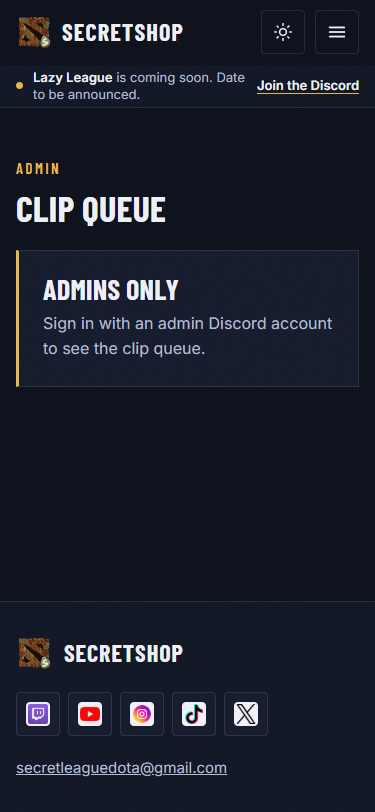 SECRETSHOP
Lazy League is coming soon. Date
to be announced.
Join the Discord
ADMIN
CLIP QUEUE
ADMINS ONLY
Sign in with an admin Discord account
to see the clip queue.
SECRETSHOP
secretleaguedota@gmail.com